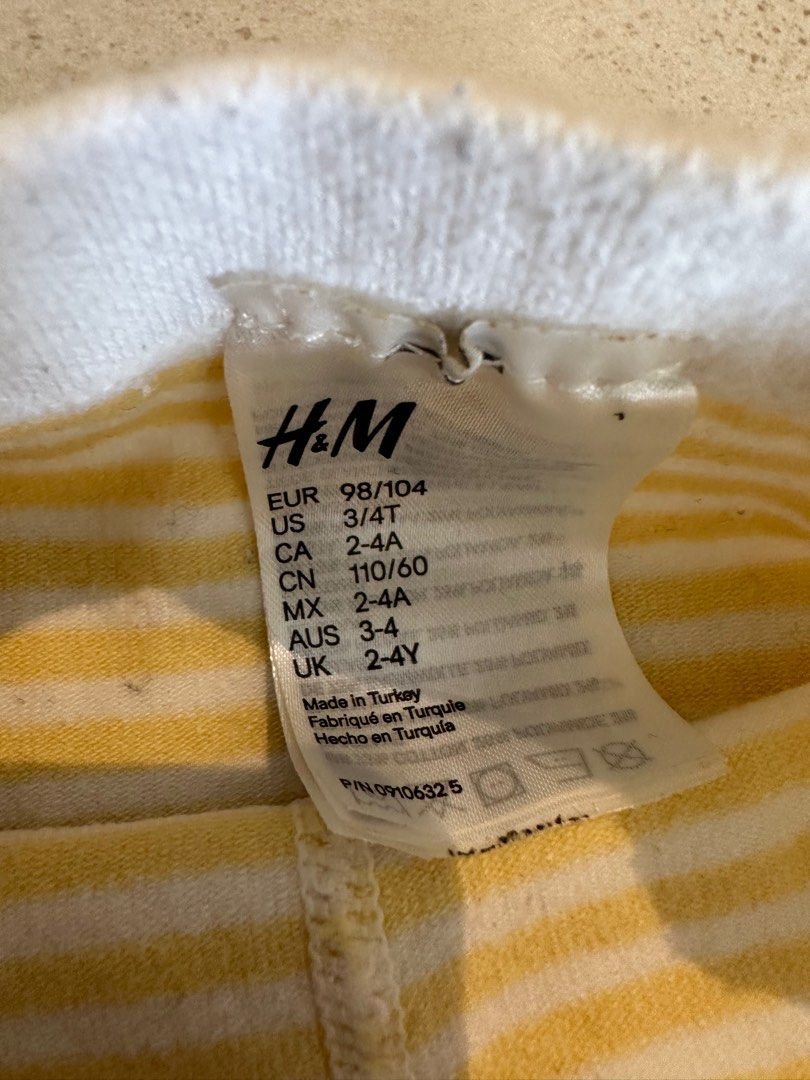 H&M
EUR 98/104
US 3/4T
CA 2-4A
CN 110/60
MX 2-4A
AUS 3-4
UK 2-4Y
Made in Turkey
Fabriqué en Turquie
Hecho en Turquía
P/N 0910632 5